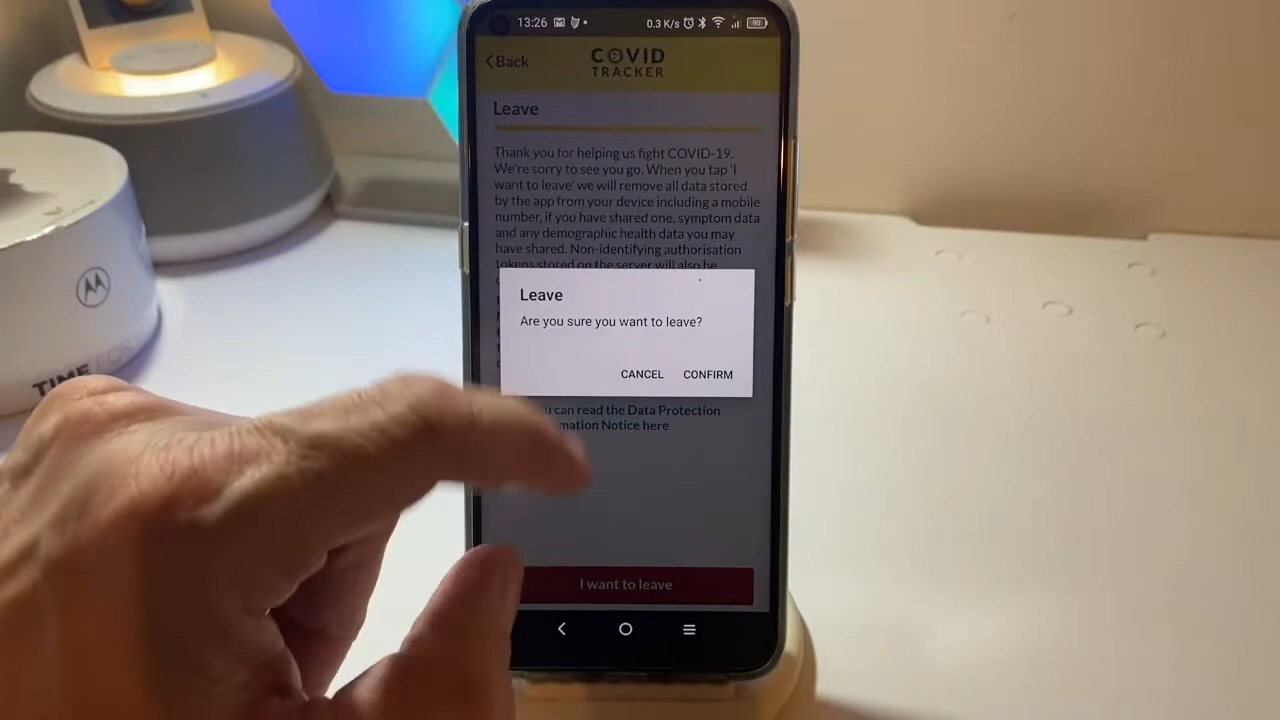 13:26
0.3 K/s
90
Back
COVID
TRACKER
Leave
Thank you for helping us fight COVID-19.
We're sorry to see you go. When you tap 'I
want to leave' we will remove all data stored
by the app from your device including a mobile
number, if you have shared one, symptom data
and any demographic health data you may
have shared. Non-identifying authorisation
tokens stored on the server will also be
Leave
Are you sure you want to leave?
CANCEL CONFIRM
can read the Data Protection
Notice here
I want to leave
TIME FOR